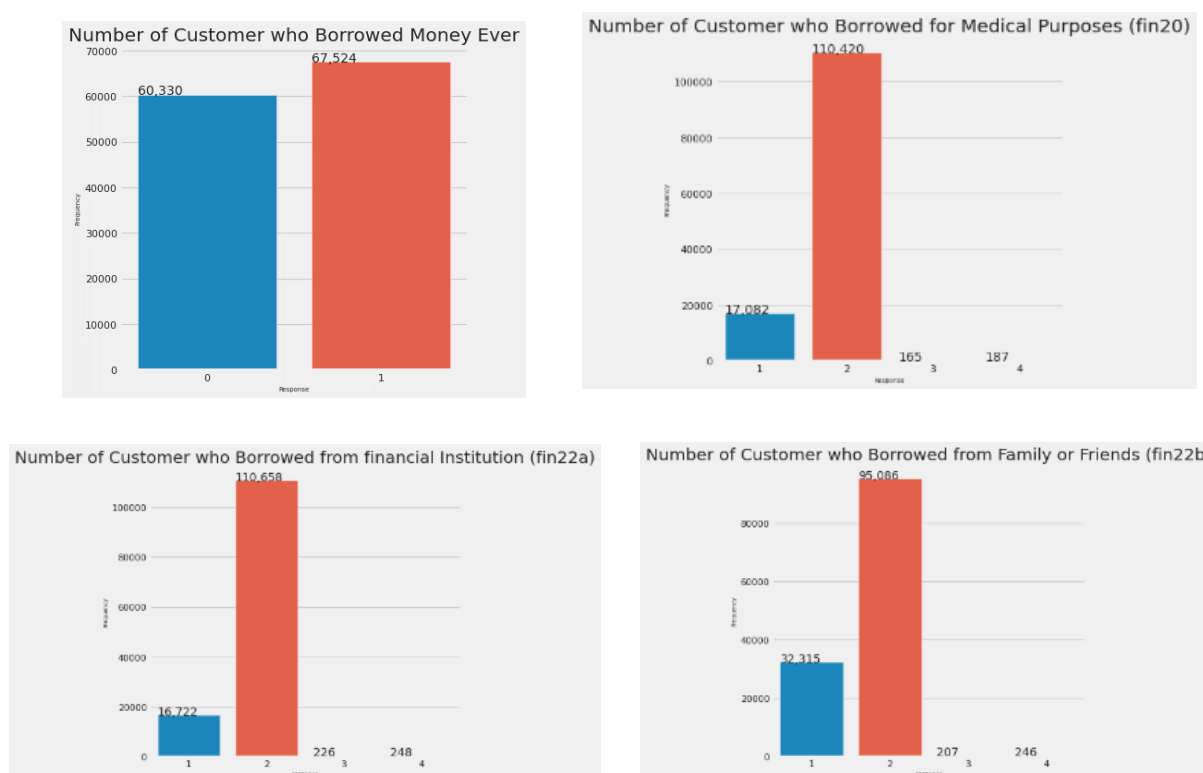 Number of Customer who Borrowed Money Ever
70000
67,524
60,330
60000
50000
40000
30000
20000
10000
0
Frequency
0 1
Response
Number of Customer who Borrowed for Medical Purposes (fin20)
110,420
100000
80000
60000
40000
20000
17,082
0
165 187
Frequency
1 2 3 4
Response
Number of Customer who Borrowed from financial Institution (fin22a)
110,658
100000
80000
60000
40000
20000
16,722
0
226 248
Frequency
1 2 3 4
Number of Customer who Borrowed from Family or Friends (fin22b
95,086
80000
60000
40000
32,315
20000
0
207 246
Frequency
1 2 3 4